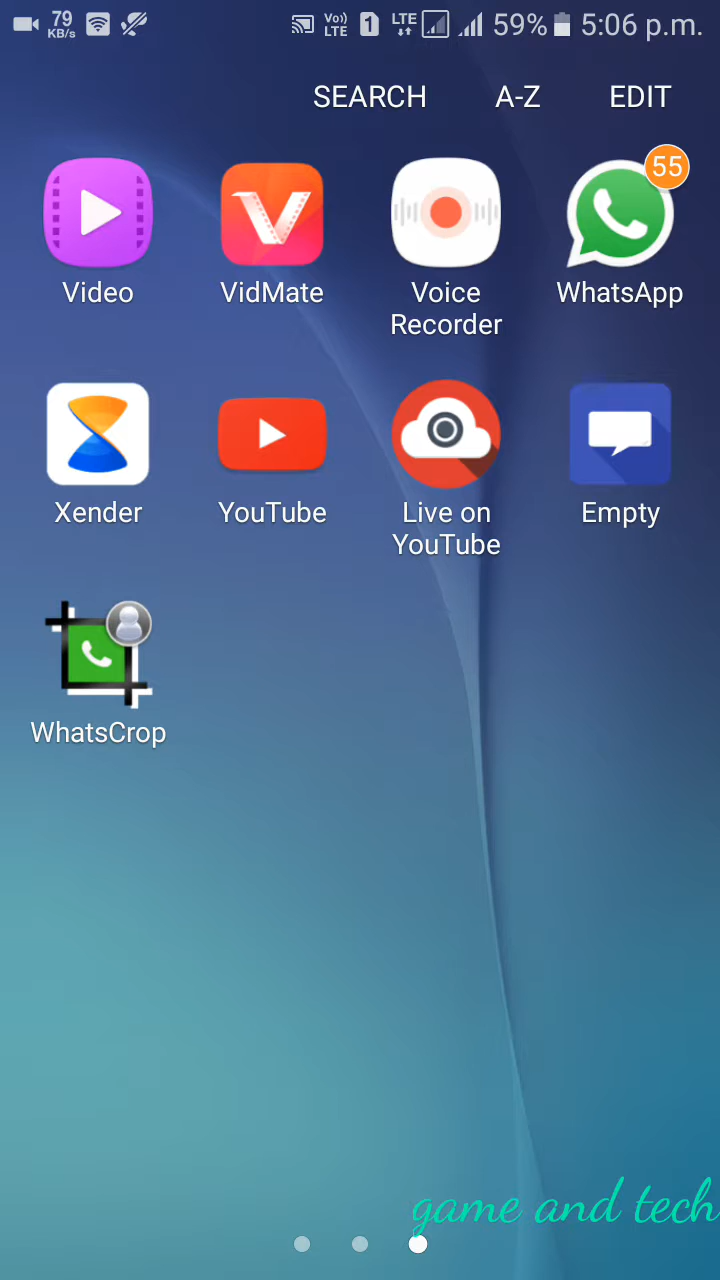 79
KB/s
Vo))
LTE
1
LTE
59%
5:06 p.m.
SEARCH
A-Z
EDIT
55
Video
VidMate
Voice
Recorder
WhatsApp
Xender
YouTube
Live on
YouTube
Empty
WhatsCrop
game and tech